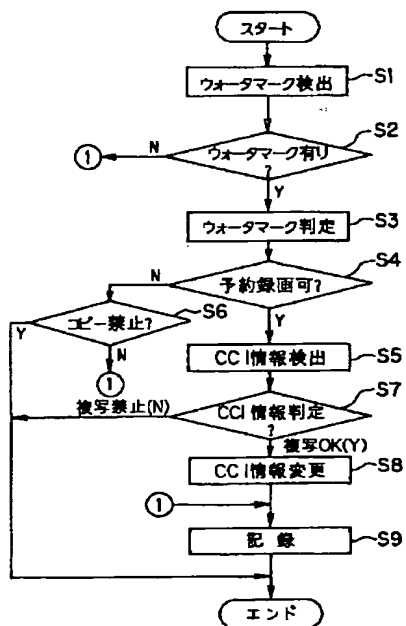 スタート
ウォータマーク検出
S1
ウォータマーク有り
?
S2
N
①
Y
ウォータマーク判定
S3
予約録画可?
S4
N
コピー禁止?
S6
Y
Y
N
①
CCI情報検出
S5
CCI情報判定
?
S7
複写禁止(N)
複写OK(Y)
CCI情報変更
S8
①
記録
S9
エンド